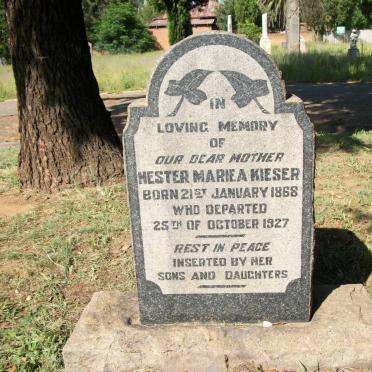 IN
LOVING MEMORY
OF
OUR DEAR MOTHER
HESTER MARIEA KIESER
BORN 21ST JANUARY 1868
WHO DEPARTED
25TH OF OCTOBER 1927
REST IN PEACE
INSERTED BY HER
SONS AND DAUGHTERS